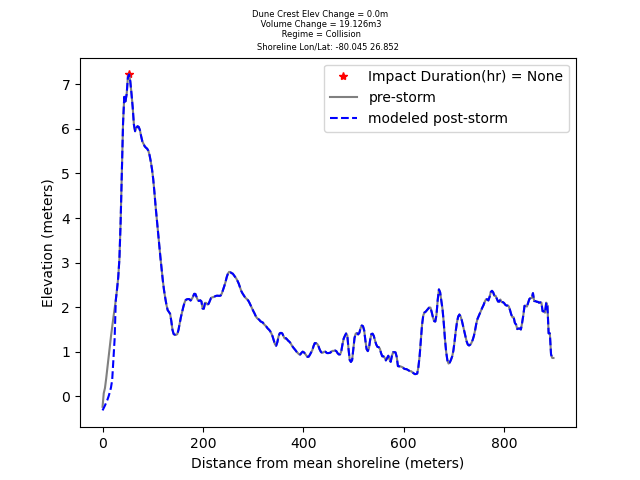 Dune Crest Elev Change = 0.0m
Volume Change = 19.126m3
Regime = Collision
Shoreline Lon/Lat: -80.045 26.852
Impact Duration(hr) = None
pre-storm
modeled post-storm
Elevation (meters)
7
6
5
4
3
2
1
0
0 200 400 600 800
Distance from mean shoreline (meters)